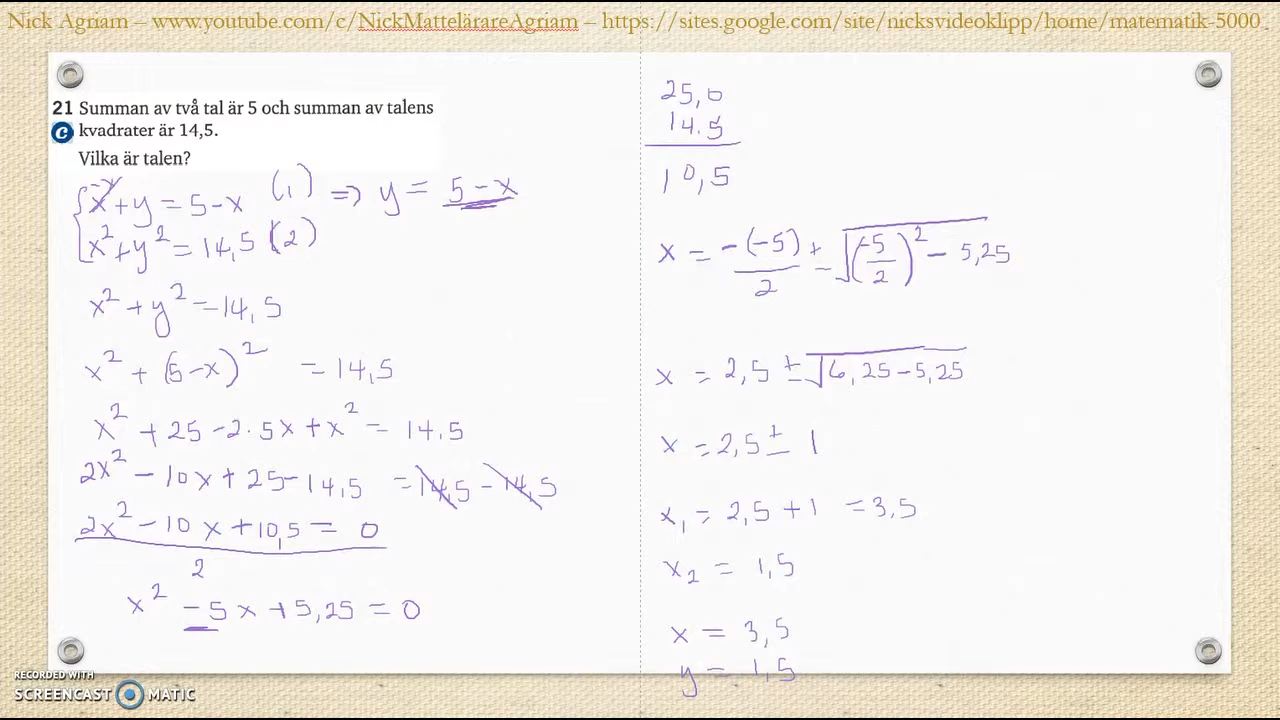 Nick Agriam – www.youtube.com/c/NickMattelärareAgriam – https://sites.google.com/site/nicksvideoklipp/home/matematik-5000
21 Summan av två tal är 5 och summan av talens
C kvadrater är 14,5.
Vilka är talen?
-x
x + y = 5 - x (1) => y = 5 - x
x² + y² = 14,5 (2)
x² + y² = 14,5
x² + (5 - x)² = 14,5
x² + 25 - 2·5x + x² = 14.5
2x² - 10x + 25 - 14,5 = 14,5 - 14,5
2x² - 10x + 10,5 = 0
2
x² - 5x + 5,25 = 0
25,0
14.5
10,5
x = -(-5)/2 ± √((-5/2)² - 5,25)
x = 2,5 ± √(6,25 - 5,25)
x = 2,5 ± 1
x₁ = 2,5 + 1 = 3,5
x₂ = 1,5
x = 3,5
y = 1,5
RECORDED WITH
SCREENCAST MATIC